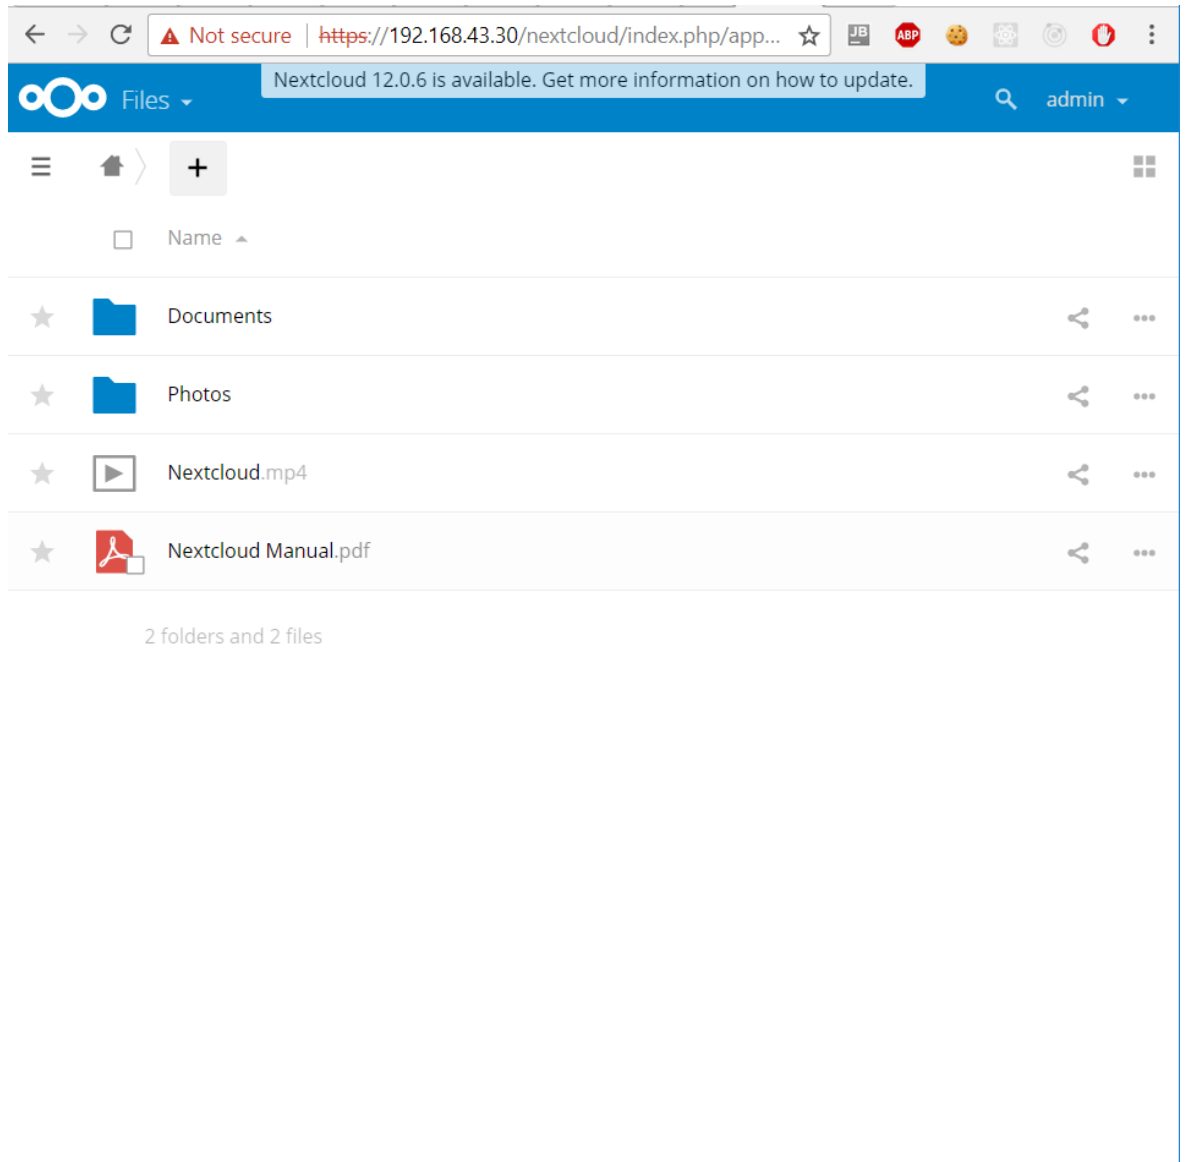 Not secure | https://192.168.43.30/nextcloud/index.php/app...
JB
ABP
Nextcloud 12.0.6 is available. Get more information on how to update.
Files
admin
Name
Documents
Photos
Nextcloud.mp4
Nextcloud Manual.pdf
2 folders and 2 files